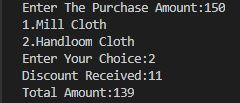 Enter The Purchase Amount:150
1.Mill Cloth
2.Handloom Cloth
Enter Your Choice:2
Discount Received:11
Total Amount:139